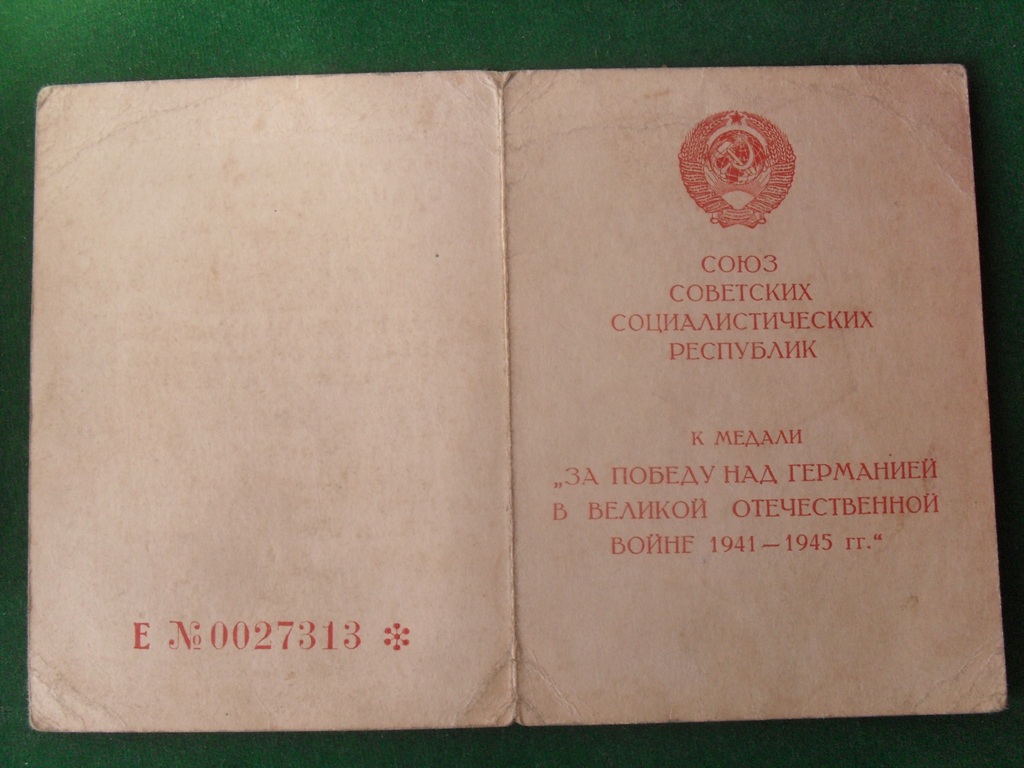 Е №0027313 *
СОЮЗ
СОВЕТСКИХ
СОЦИАЛИСТИЧЕСКИХ
РЕСПУБЛИК
К МЕДАЛИ
„ЗА ПОБЕДУ НАД ГЕРМАНИЕЙ
В ВЕЛИКОЙ ОТЕЧЕСТВЕННОЙ
ВОЙНЕ 1941—1945 гг.“